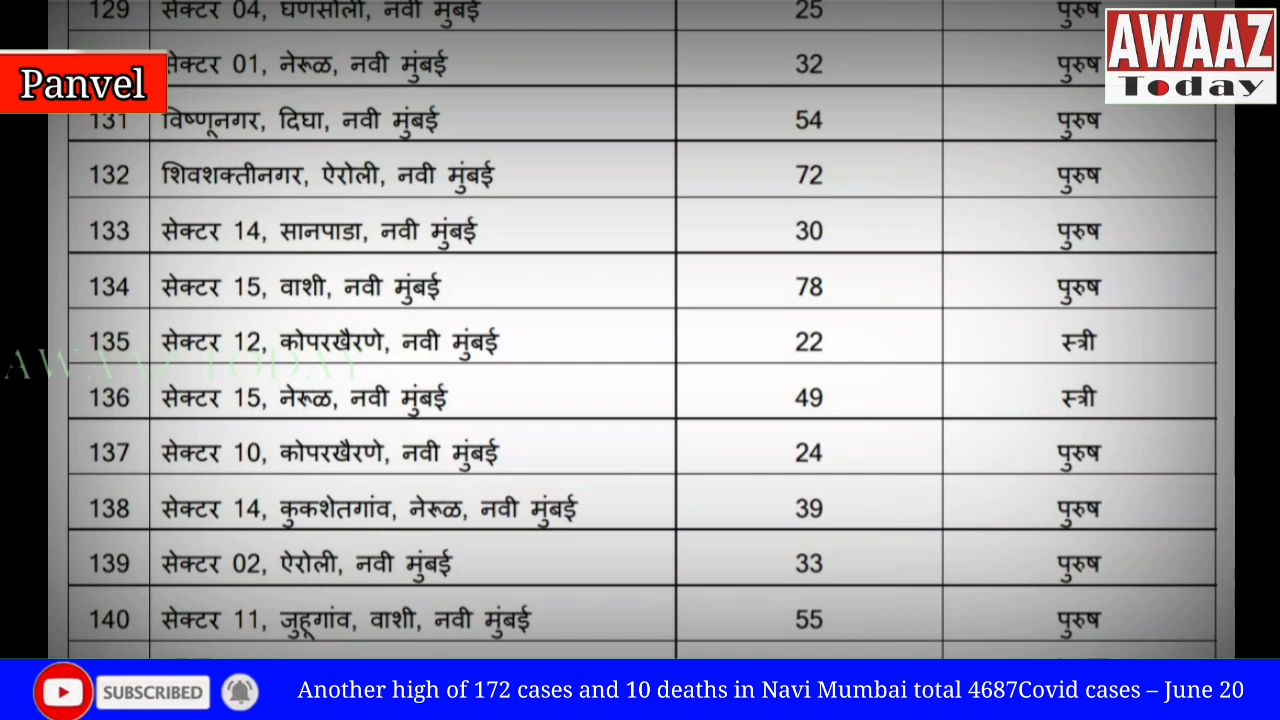 129 सेक्टर 04, घणसोली, नवी मुंबई 25 पुरुष
सेक्टर 01, नेरूळ, नवी मुंबई 32 पुरुष
131 विष्णूनगर, दिघा, नवी मुंबई 54 पुरुष
132 शिवशक्तीनगर, ऐरोली, नवी मुंबई 72 पुरुष
133 सेक्टर 14, सानपाडा, नवी मुंबई 30 पुरुष
134 सेक्टर 15, वाशी, नवी मुंबई 78 पुरुष
135 सेक्टर 12, कोपरखैरणे, नवी मुंबई 22 स्त्री
136 सेक्टर 15, नेरूळ, नवी मुंबई 49 स्त्री
137 सेक्टर 10, कोपरखैरणे, नवी मुंबई 24 पुरुष
138 सेक्टर 14, कुकशेतगांव, नेरूळ, नवी मुंबई 39 पुरुष
139 सेक्टर 02, ऐरोली, नवी मुंबई 33 पुरुष
140 सेक्टर 11, जुहूगांव, वाशी, नवी मुंबई 55 पुरुष
Panvel
AWAAZ
Today
AWAAZ TODAY
SUBSCRIBED
Another high of 172 cases and 10 deaths in Navi Mumbai total 4687Covid cases – June 20